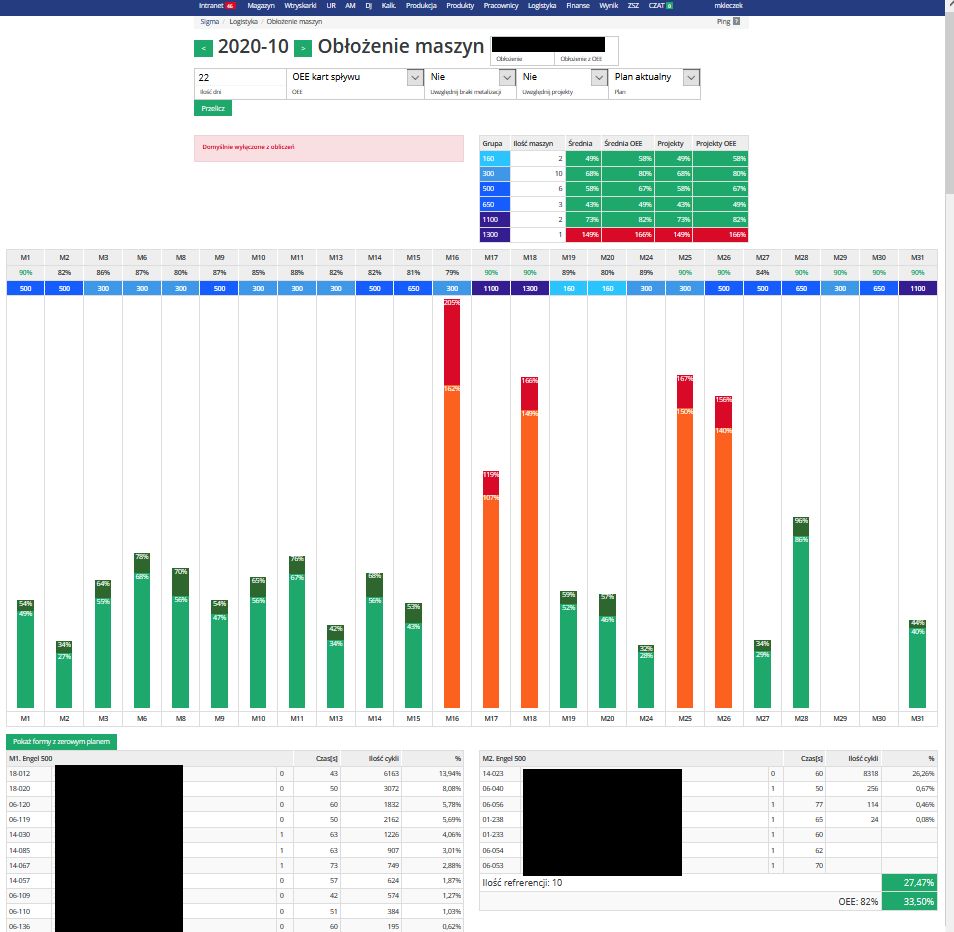 Intranet 46 Magazyn Wtryskarki UR AM DJ Kalk. Produkcja Produkty Pracownicy Logistyka Finanse Wynik ZSZ CZAT 0 mkleczek
Sigma / Logistyka / Obłożenie maszyn Ping ?
< 2020-10 > Obłożenie maszyn
Obłożenie Obłożenie z OEE
22 OEE kart spływu Nie Nie Plan aktualny
Ilość dni OEE Uwzględnij braki metalizacji Uwzględnij projekty Plan
Przelicz
Domyślnie wyłączone z obliczeń
Grupa Ilość maszyn Średnia Średnia OEE Projekty Projekty OEE
160 2 49% 58% 49% 58%
300 10 68% 80% 68% 80%
500 6 58% 67% 58% 67%
650 3 43% 49% 43% 49%
1100 2 73% 82% 73% 82%
1300 1 149% 166% 149% 166%
M1 M2 M3 M6 M8 M9 M10 M11 M13 M14 M15 M16 M17 M18 M19 M20 M24 M25 M26 M27 M28 M29 M30 M31
90% 82% 86% 87% 80% 87% 85% 88% 82% 82% 81% 79% 90% 90% 89% 80% 89% 90% 90% 84% 90% 90% 90% 90%
500 500 300 300 300 500 300 300 300 500 650 300 1100 1300 160 160 300 300 500 500 650 300 650 1100
54% 34% 64% 78% 70% 54% 65% 76% 42% 68% 53% 205% 119% 166% 59% 57% 32% 167% 156% 34% 96% 44%
49% 27% 55% 68% 56% 47% 56% 67% 34% 56% 43% 162% 107% 149% 52% 46% 28% 150% 140% 29% 86% 40%
M1 M2 M3 M6 M8 M9 M10 M11 M13 M14 M15 M16 M17 M18 M19 M20 M24 M25 M26 M27 M28 M29 M30 M31
Pokaż formy z zerowym planem
M1. Engel 500 Czas[s] Ilość cykli %
18-012 0 43 6163 13,94%
18-020 0 50 3072 8,08%
06-120 0 60 1832 5,78%
06-119 0 50 2162 5,69%
14-030 1 63 1226 4,06%
14-085 1 63 907 3,01%
14-067 1 73 749 2,88%
14-057 0 57 624 1,87%
06-109 0 42 574 1,27%
06-110 0 51 384 1,03%
06-136 0 60 195 0,62%
M2. Engel 500 Czas[s] Ilość cykli %
14-023 0 60 8318 26,26%
06-040 1 50 256 0,67%
06-056 1 77 114 0,46%
01-238 1 65 24 0,08%
01-233 1 60
06-054 1 62
06-053 1 70
Ilość refrerencji: 10 27,47%
OEE: 82% 33,50%